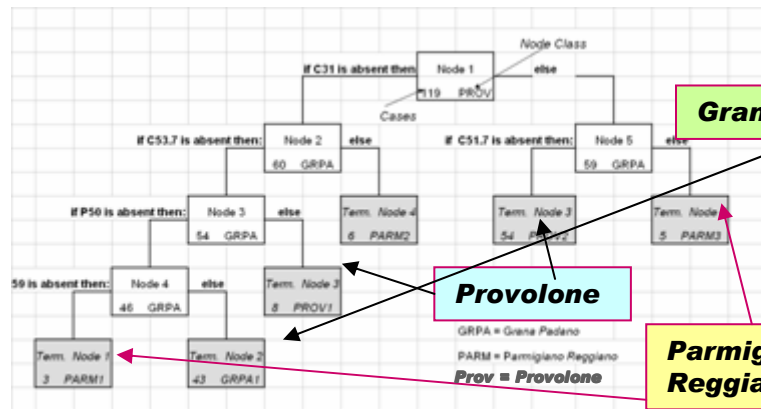 Node Class
if C31 is absent then:
Node 1
else
119 PROV
Cases
if C53.7 is absent then:
Node 2
else
60 GRPA
if C51.7 is absent then:
Node 5
else
59 GRPA
Gran
if P50 is absent then:
Node 3
else
54 GRPA
Term. Node 4
6 PARM2
Term. Node 3
54
Term. Node
5 PARM3
59 is absent then:
Node 4
else
46 GRPA
Term. Node 3
8 PROV1
Provolone
GRPA = Grana Padano
PARM = Parmigiano Reggiano
Prov = Provolone
Term. Node 1
3 PARM1
Term. Node 2
43 GRPA1
Parmig
Reggia